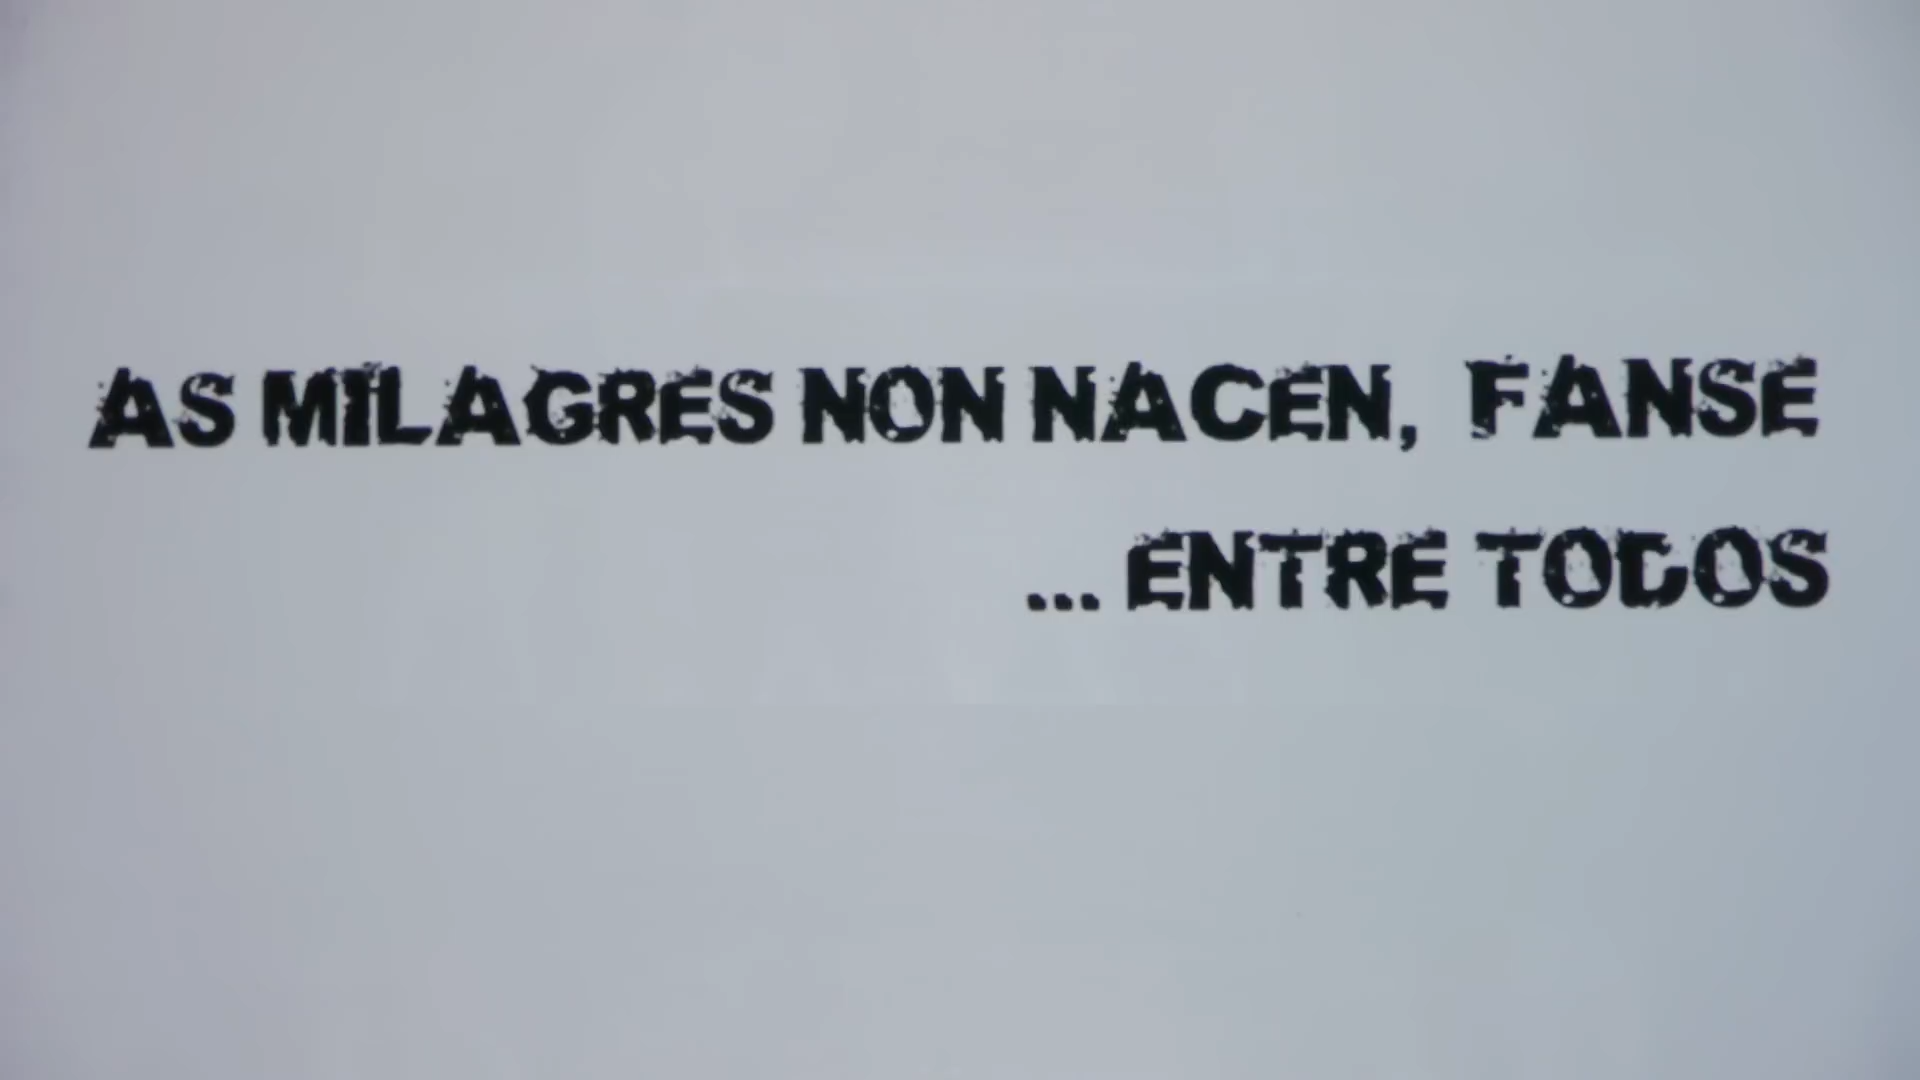 AS MILAGRES NON NACEN, FANSE
... ENTRE TODOS